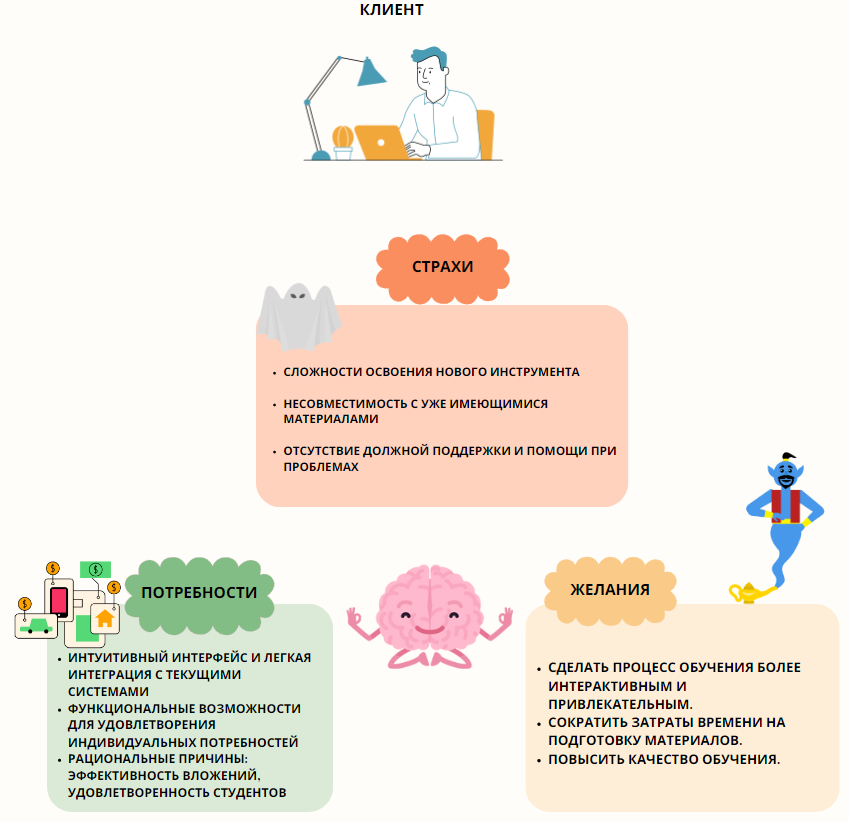 КЛИЕНТ
СТРАХИ
• СЛОЖНОСТИ ОСВОЕНИЯ НОВОГО ИНСТРУМЕНТА
• НЕСОВМЕСТИМОСТЬ С УЖЕ ИМЕЮЩИМИСЯ
МАТЕРИАЛАМИ
• ОТСУТСТВИЕ ДОЛЖНОЙ ПОДДЕРЖКИ И ПОМОЩИ ПРИ
ПРОБЛЕМАХ
$
$
$
$
ПОТРЕБНОСТИ
• ИНТУИТИВНЫЙ ИНТЕРФЕЙС И ЛЕГКАЯ
ИНТЕГРАЦИЯ С ТЕКУЩИМИ
СИСТЕМАМИ
• ФУНКЦИОНАЛЬНЫЕ ВОЗМОЖНОСТИ
ДЛЯ УДОВЛЕТВОРЕНИЯ
ИНДИВИДУАЛЬНЫХ ПОТРЕБНОСТЕЙ
• РАЦИОНАЛЬНЫЕ ПРИЧИНЫ:
ЭФФЕКТИВНОСТЬ ВЛОЖЕНИЙ,
УДОВЛЕТВОРЕННОСТЬ СТУДЕНТОВ
ЖЕЛАНИЯ
• СДЕЛАТЬ ПРОЦЕСС ОБУЧЕНИЯ БОЛЕЕ
ИНТЕРАКТИВНЫМ И
ПРИВЛЕКАТЕЛЬНЫМ.
• СОКРАТИТЬ ЗАТРАТЫ ВРЕМЕНИ НА
ПОДГОТОВКУ МАТЕРИАЛОВ.
• ПОВЫСИТЬ КАЧЕСТВО ОБУЧЕНИЯ.